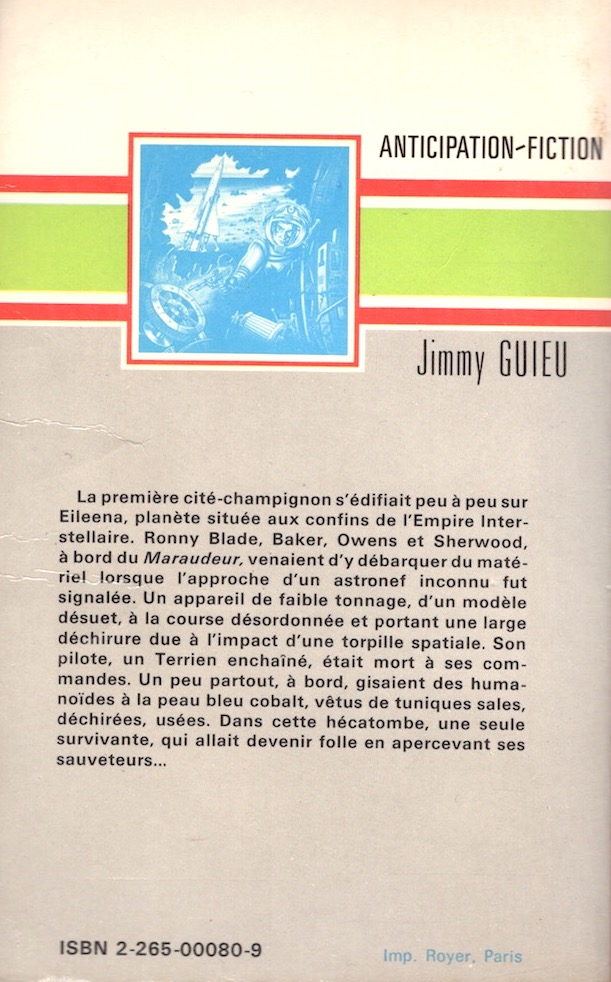 ANTICIPATION-FICTION
Jimmy GUIEU
La première cité-champignon s'édifiait peu à peu sur
Eileena, planète située aux confins de l'Empire Inter-
stellaire. Ronny Blade, Baker, Owens et Sherwood,
à bord du Maraudeur, venaient d'y débarquer du maté-
riel lorsque l'approche d'un astronef inconnu fut
signalée. Un appareil de faible tonnage, d'un modèle
désuet, à la course désordonnée et portant une large
déchirure due à l'impact d'une torpille spatiale. Son
pilote, un Terrien enchaîné, était mort à ses com-
mandes. Un peu partout, à bord, gisaient des huma-
noïdes à la peau bleu cobalt, vêtus de tuniques sales,
déchirées, usées. Dans cette hécatombe, une seule
survivante, qui allait devenir folle en apercevant ses
sauveteurs...
ISBN 2-265-00080-9
Imp. Royer, Paris